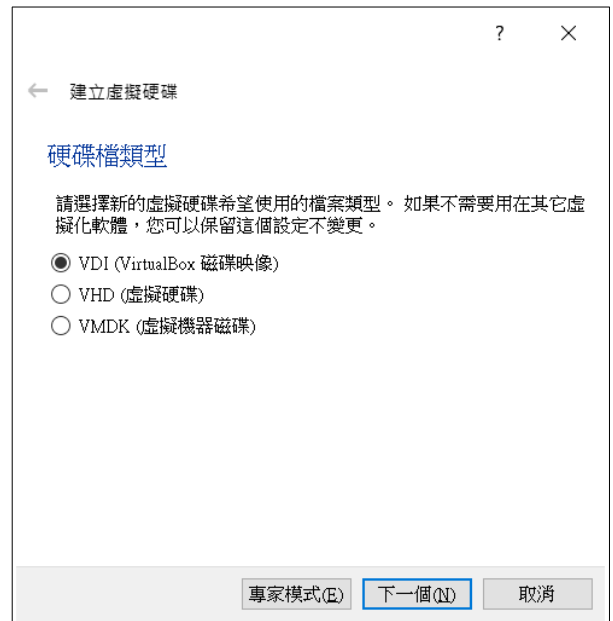 ?
建立虛擬硬碟
硬碟檔類型
請選擇新的虛擬硬碟希望使用的檔案類型。 如果不需要用在其它虛
擬化軟體，您可以保留這個設定不變更。
VDI (VirtualBox 磁碟映像)
VHD (虛擬硬碟)
VMDK (虛擬機器磁碟)
專家模式(E) 下一個(N) 取消